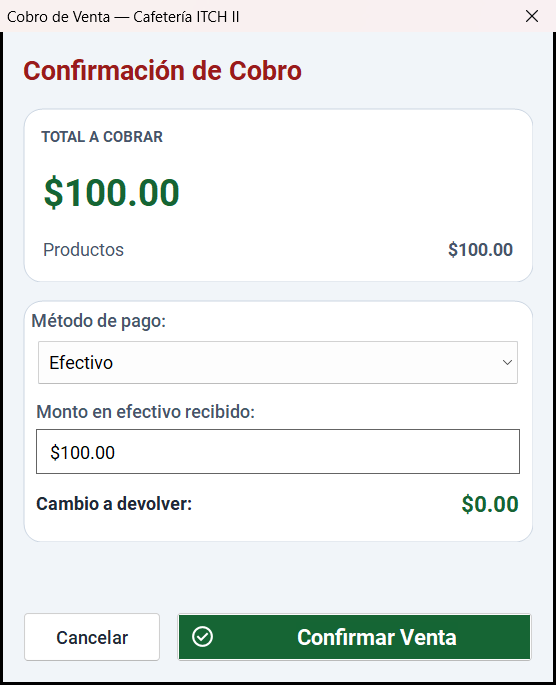 Cobro de Venta — Cafetería ITCH II
Confirmación de Cobro
TOTAL A COBRAR
$100.00
Productos $100.00
Método de pago:
Efectivo
Monto en efectivo recibido:
$100.00
Cambio a devolver: $0.00
Cancelar Confirmar Venta